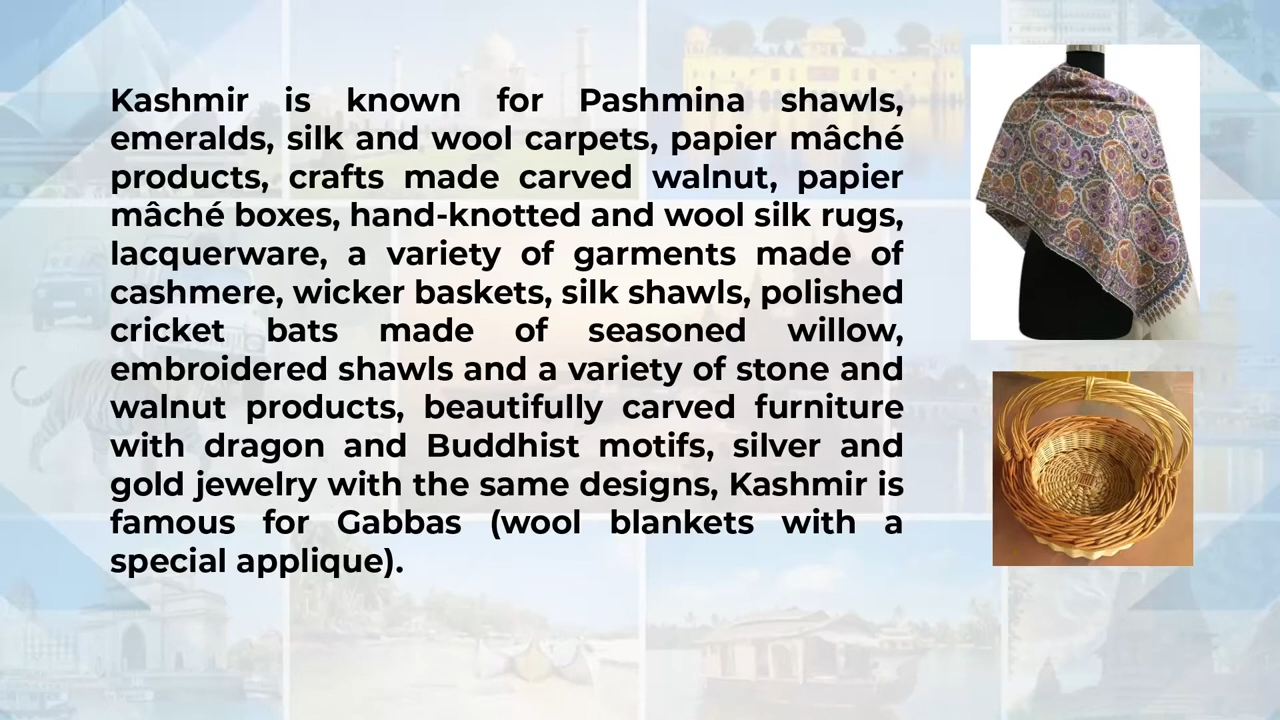 Kashmir is known for Pashmina shawls,
emeralds, silk and wool carpets, papier mâché
products, crafts made carved walnut, papier
mâché boxes, hand-knotted and wool silk rugs,
lacquerware, a variety of garments made of
cashmere, wicker baskets, silk shawls, polished
cricket bats made of seasoned willow,
embroidered shawls and a variety of stone and
walnut products, beautifully carved furniture
with dragon and Buddhist motifs, silver and
gold jewelry with the same designs, Kashmir is
famous for Gabbas (wool blankets with a
special applique).